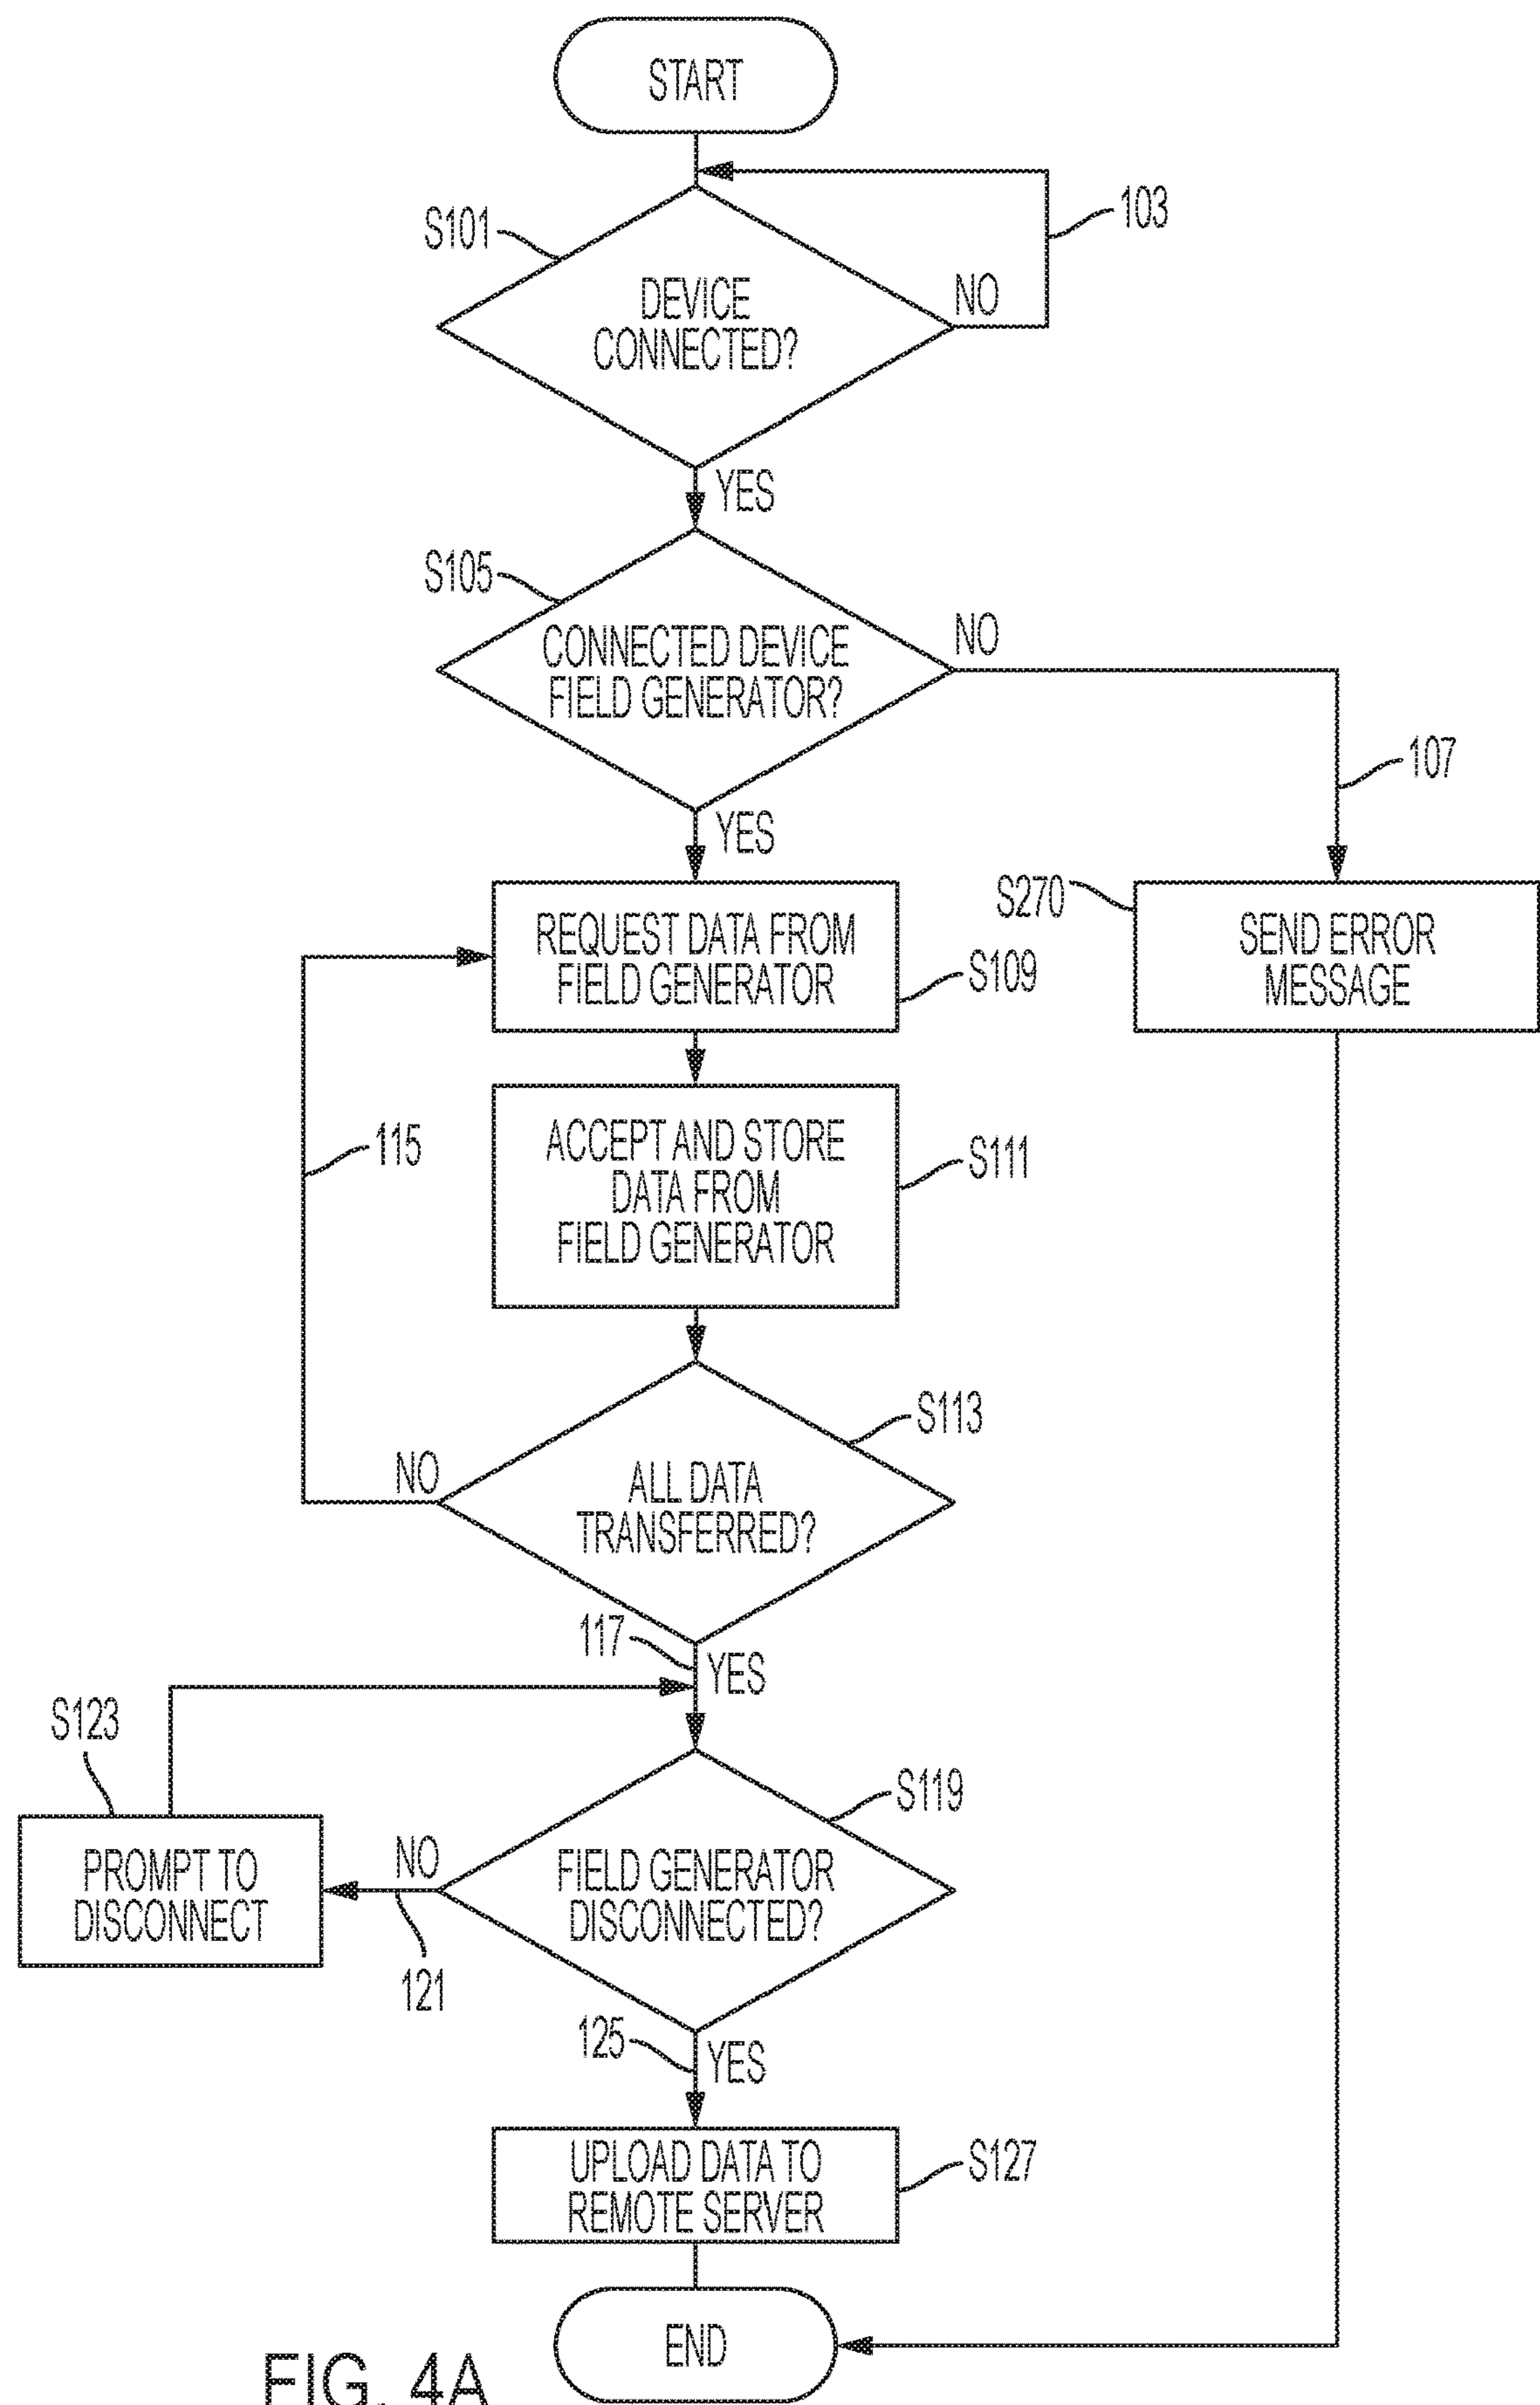 START
103
S101
DEVICE
CONNECTED?
NO
YES
S105
CONNECTED DEVICE
FIELD GENERATOR?
NO
107
YES
REQUEST DATA FROM
FIELD GENERATOR
S109
S270
SEND ERROR
MESSAGE
115
ACCEPT AND STORE
DATA FROM
FIELD GENERATOR
S111
S113
NO
ALL DATA
TRANSFERRED?
117
YES
S123
PROMPT TO
DISCONNECT
NO
121
S119
FIELD GENERATOR
DISCONNECTED?
125
YES
UPLOAD DATA TO
REMOTE SERVER
S127
END
FIG. 4A